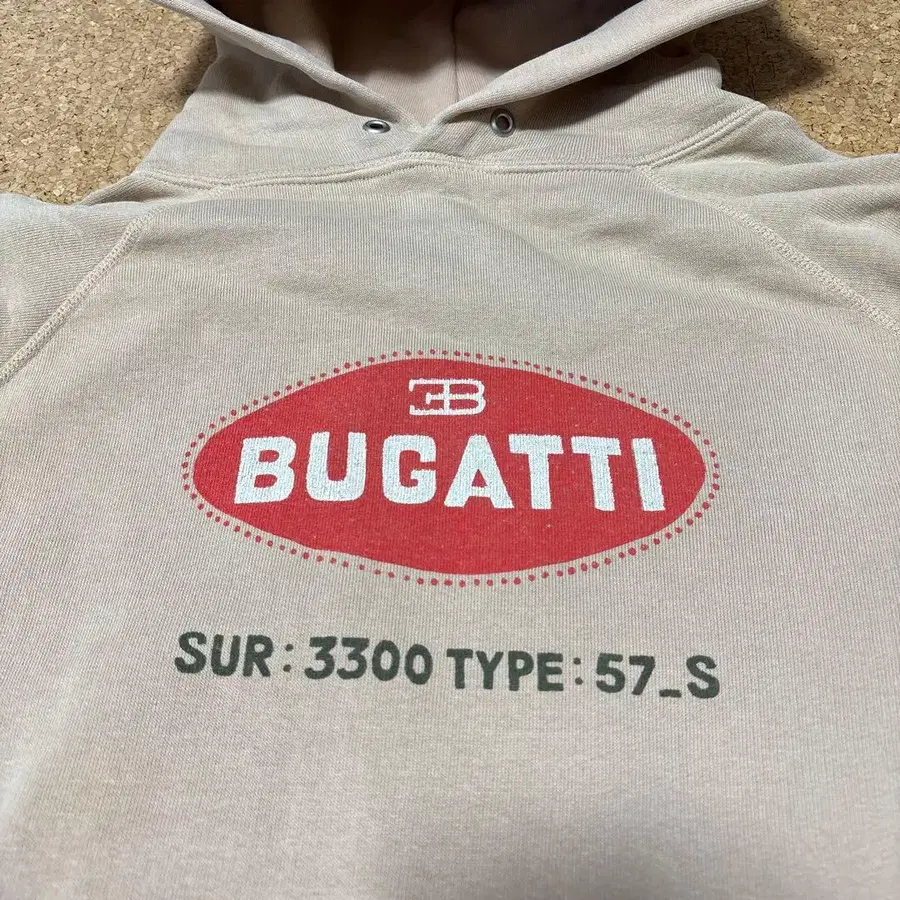 EB
BUGATTI
SUR: 3300 TYPE: 57_S